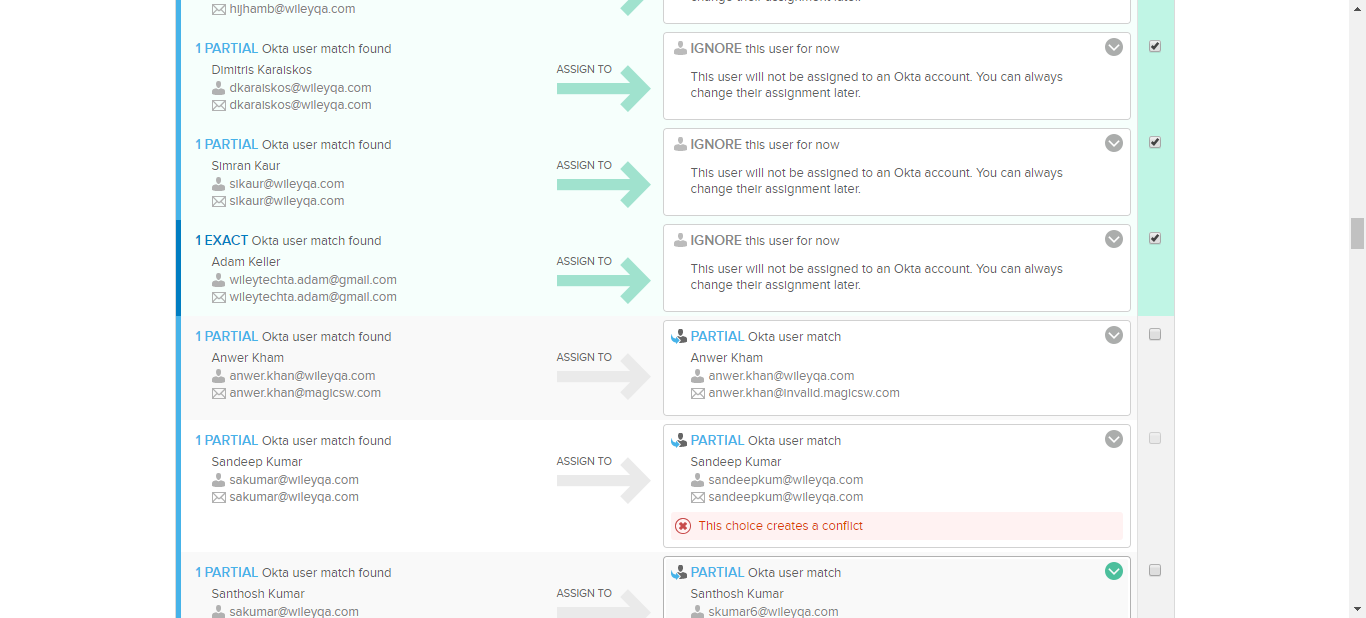 hijhamb@wileyqa.com
change their assignment later.
1 PARTIAL Okta user match found
Dimitris Karaiskos
dkaraiskos@wileyqa.com
dkaraiskos@wileyqa.com
ASSIGN TO
IGNORE this user for now
This user will not be assigned to an Okta account. You can always
change their assignment later.
1 PARTIAL Okta user match found
Simran Kaur
sikaur@wileyqa.com
sikaur@wileyqa.com
ASSIGN TO
IGNORE this user for now
This user will not be assigned to an Okta account. You can always
change their assignment later.
1 EXACT Okta user match found
Adam Keller
wileytechta.adam@gmail.com
wileytechta.adam@gmail.com
ASSIGN TO
IGNORE this user for now
This user will not be assigned to an Okta account. You can always
change their assignment later.
1 PARTIAL Okta user match found
Anwer Kham
anwer.khan@wileyqa.com
anwer.khan@magicsw.com
ASSIGN TO
PARTIAL Okta user match
Anwer Kham
anwer.khan@wileyqa.com
anwer.khan@invalid.magicsw.com
1 PARTIAL Okta user match found
Sandeep Kumar
sakumar@wileyqa.com
sakumar@wileyqa.com
ASSIGN TO
PARTIAL Okta user match
Sandeep Kumar
sandeepkum@wileyqa.com
sandeepkum@wileyqa.com
This choice creates a conflict
1 PARTIAL Okta user match found
Santhosh Kumar
sakumar@wileyqa.com
ASSIGN TO
PARTIAL Okta user match
Santhosh Kumar
skumar6@wileyqa.com